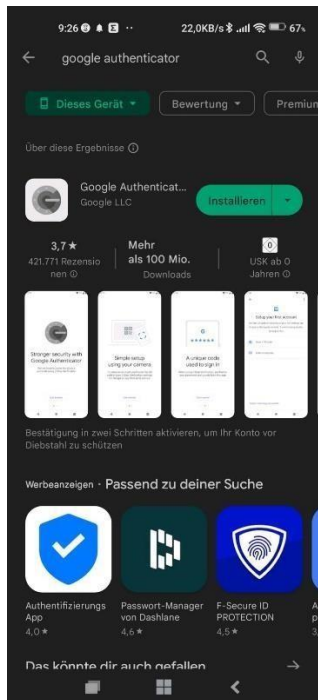 9:26 22,0KB/s 67%
google authenticator
Dieses Gerät Bewertung Premium
Über diese Ergebnisse
Google Authenticat...
Google LLC
Installieren
3,7★
421.771 Rezensio
nen
Mehr
als 100 Mio.
Downloads
0
USK ab 0
Jahren
Stronger security with
Google Authenticator
Simple setup
using your camera
A unique code
used to sign in
Setup your first account
Bestätigung in zwei Schritten aktivieren, um Ihr Konto vor
Diebstahl zu schützen
Werbeanzeigen · Passend zu deiner Suche
Authentifizierungs
App
4,0★
Passwort-Manager
von Dashlane
4,6★
F-Secure ID
PROTECTION
4,5★
Das könnte dir auch gefallen